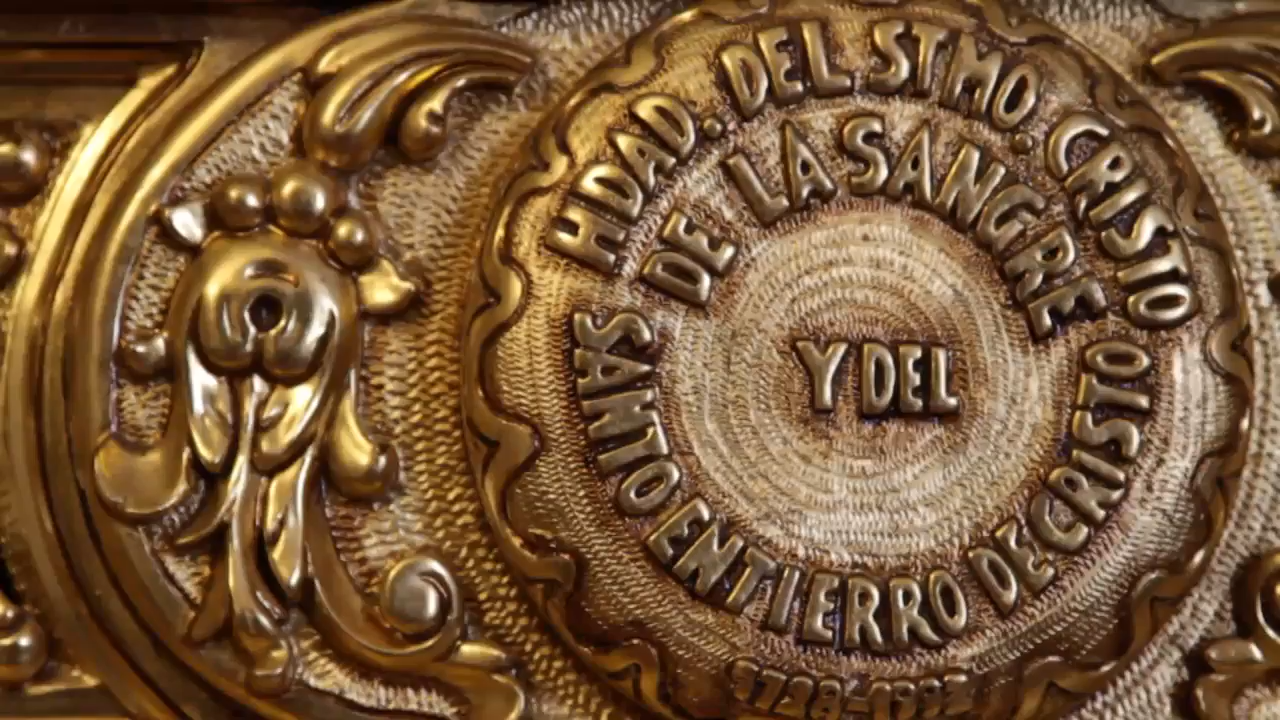 HDAD. DEL STMO. CRISTO
DE LA SANGRE
Y DEL
SANTO ENTIERRO DE CRISTO